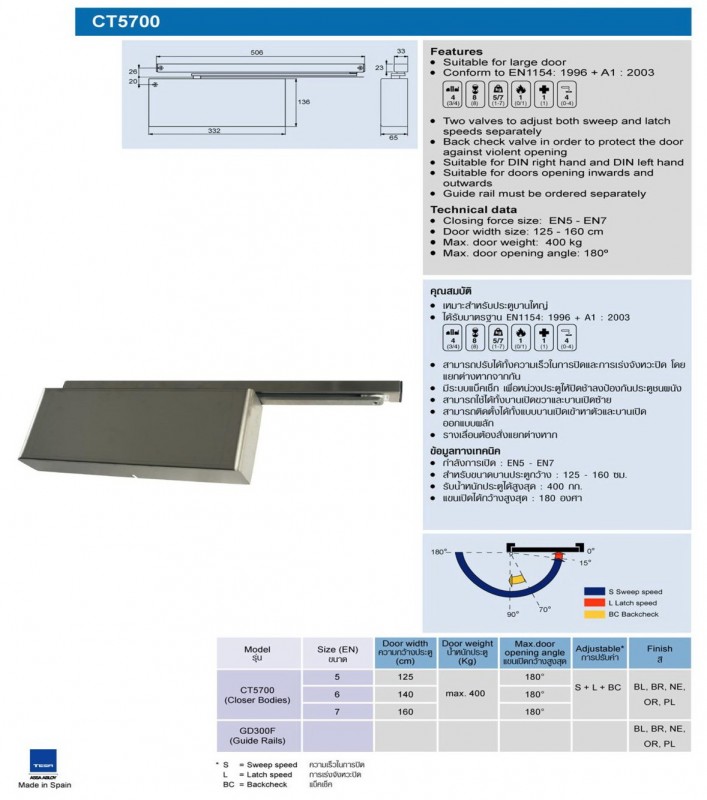 CT5700
506
33
26
20
23
136
332
65
Features
• Suitable for large door
• Conform to EN1154: 1996 + A1 : 2003
4 8 5/7 1 1 4
(3/4) (8) (1-7) (0/1) (1) (0-4)
• Two valves to adjust both sweep and latch
speeds separately
• Back check valve in order to protect the door
against violent opening
• Suitable for DIN right hand and DIN left hand
• Suitable for doors opening inwards and
outwards
• Guide rail must be ordered separately
Technical data
• Closing force size: EN5 - EN7
• Door width size: 125 - 160 cm
• Max. door weight: 400 kg
• Max. door opening angle: 180º
คุณสมบัติ
• เหมาะสำหรับประตูบานใหญ่
• ได้รับมาตรฐาน EN1154: 1996 + A1 : 2003
4 8 5/7 1 1 4
(3/4) (8) (1-7) (0/1) (1) (0-4)
• สามารถปรับได้ทั้งความเร็วในการปิดและการเร่งจังหวะปิด โดย
แยกต่างหากจากกัน
• มีระบบแบ็คเช็ก เพื่อหน่วงประตูให้เปิดช้าลงป้องกันประตูชนผนัง
• สามารถใช้ได้ทั้งบานเปิดขวาและบานเปิดซ้าย
• สามารถติดตั้งได้ทั้งแบบบานเปิดเข้าหาตัวและบานเปิด
ออกแบบผลัก
• รางเลื่อนต้องสั่งแยกต่างหาก
ข้อมูลทางเทคนิค
• กำลังการเปิด : EN5 - EN7
• สำหรับขนาดบานประตูกว้าง : 125 - 160 ซม.
• รับน้ำหนักประตูได้สูงสุด : 400 กก.
• แขนเปิดได้กว้างสูงสุด : 180 องศา
180°
0°
15°
70°
90°
S Sweep speed
L Latch speed
BC Backcheck
Model รุ่น Size (EN) ขนาด Door width ความกว้างประตู (cm) Door weight น้ำหนักประตู (Kg) Max.door opening angle แขนเปิดกว้างสูงสุด Adjustable* การปรับค่า Finish สี
CT5700 (Closer Bodies) 5 125 max. 400 180° S + L + BC BL, BR, NE, OR, PL
6 140 180°
7 160 180°
GD300F (Guide Rails) BL, BR, NE, OR, PL
* S = Sweep speed ความเร็วในการปิด
L = Latch speed การเร่งจังหวะปิด
BC = Backcheck แบ็คเช็ค
TESA
ASSA ABLOY
Made in Spain